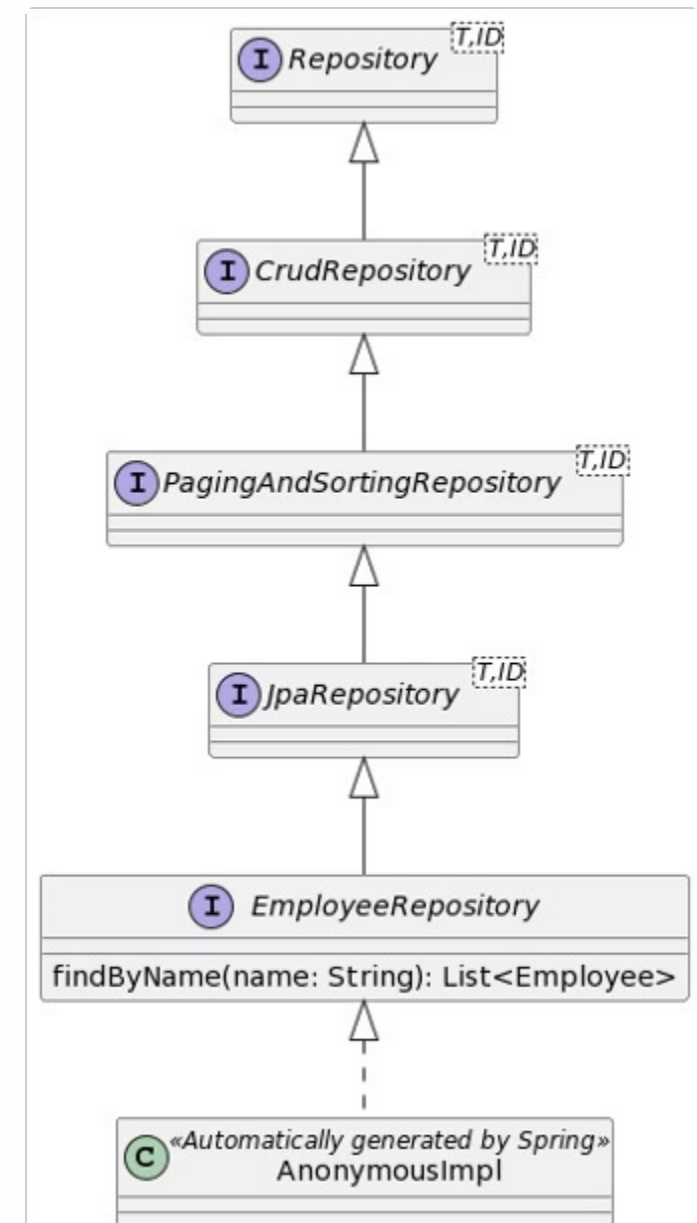 T,ID
I Repository
T,ID
I CrudRepository
T,ID
I PagingAndSortingRepository
T,ID
I JpaRepository
I EmployeeRepository
findByName(name: String): List<Employee>
«Automatically generated by Spring»
C AnonymousImpl